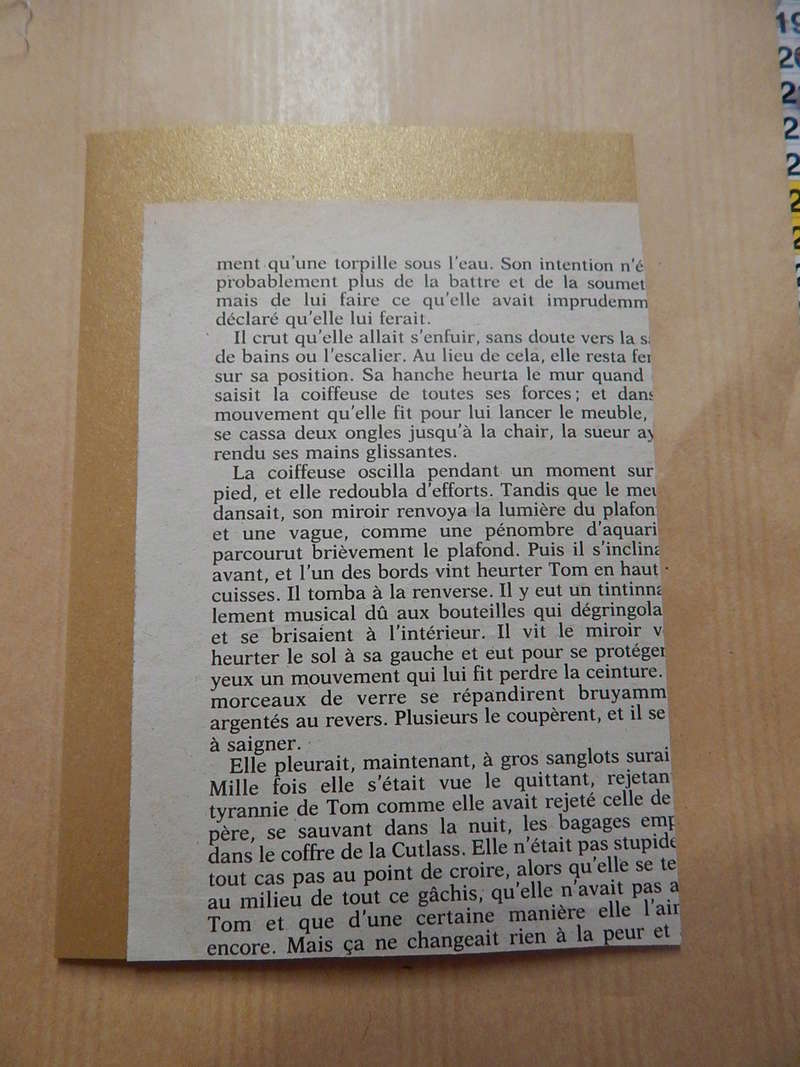 ment qu'une torpille sous l'eau. Son intention n'é
probablement plus de la battre et de la soumet
mais de lui faire ce qu'elle avait imprudemm
déclaré qu'elle lui ferait.
Il crut qu'elle allait s'enfuir, sans doute vers la s
de bains ou l'escalier. Au lieu de cela, elle resta fe
sur sa position. Sa hanche heurta le mur quand
saisit la coiffeuse de toutes ses forces; et dans
mouvement qu'elle fit pour lui lancer le meuble,
se cassa deux ongles jusqu'à la chair, la sueur ay
rendu ses mains glissantes.
La coiffeuse oscilla pendant un moment sur
pied, et elle redoubla d'efforts. Tandis que le meu
dansait, son miroir renvoya la lumière du plafon
et une vague, comme une pénombre d'aquari
parcourut brièvement le plafond. Puis il s'inclina
avant, et l'un des bords vint heurter Tom en haut
cuisses. Il tomba à la renverse. Il y eut un tintinna
lement musical dû aux bouteilles qui dégringola
et se brisaient à l'intérieur. Il vit le miroir v
heurter le sol à sa gauche et eut pour se protéger
yeux un mouvement qui lui fit perdre la ceinture.
morceaux de verre se répandirent bruyamm
argentés au revers. Plusieurs le coupèrent, et il se
à saigner.
Elle pleurait, maintenant, à gros sanglots surai
Mille fois elle s'était vue le quittant, rejetan
tyrannie de Tom comme elle avait rejeté celle de
père, se sauvant dans la nuit, les bagages emp
dans le coffre de la Cutlass. Elle n'était pas stupide
tout cas pas au point de croire, alors qu'elle se te
au milieu de tout ce gâchis, qu'elle n'avait pas a
Tom et que d'une certaine manière elle l'ai
encore. Mais ça ne changeait rien à la peur et
19
20
2
2
2
2
2